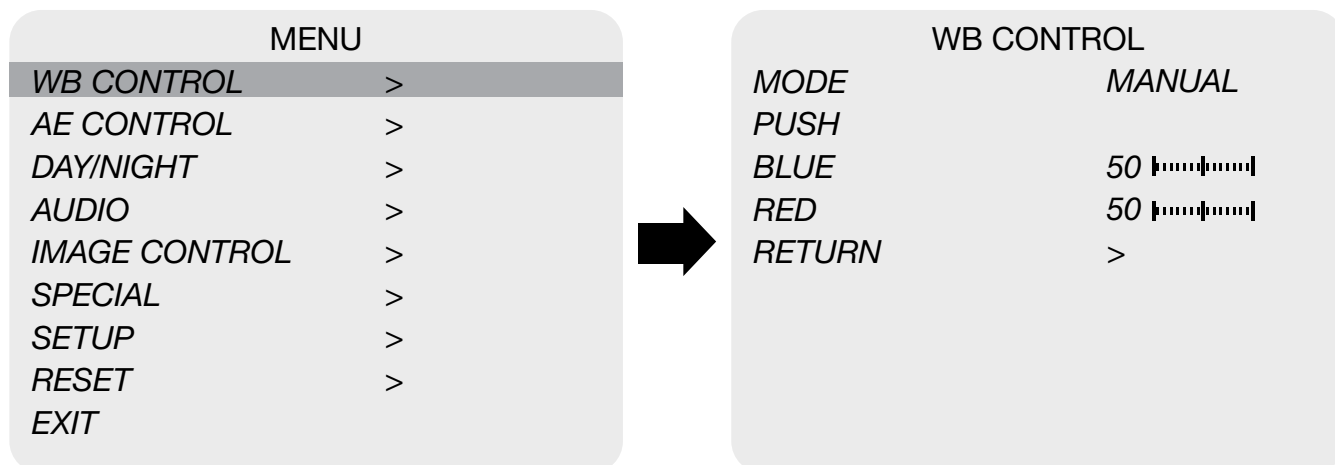 MENU
WB CONTROL >
AE CONTROL >
DAY/NIGHT >
AUDIO >
IMAGE CONTROL >
SPECIAL >
SETUP >
RESET >
EXIT
WB CONTROL
MODE MANUAL
PUSH
BLUE 50
RED 50
RETURN >